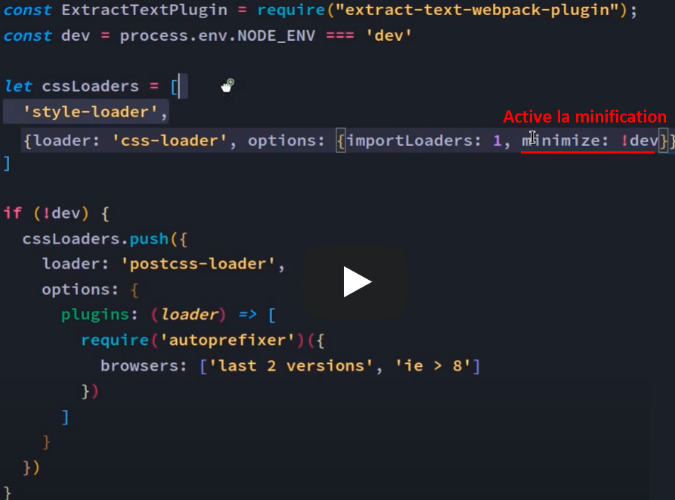 const ExtractTextPlugin = require("extract-text-webpack-plugin");
const dev = process.env.NODE_ENV === 'dev'
let cssLoaders = [
'style-loader',
Active la minification
{loader: 'css-loader', options: {importLoaders: 1, minimize: !dev}}
]
if (!dev) {
cssLoaders.push({
loader: 'postcss-loader',
options: {
plugins: (loader) => [
require('autoprefixer')({
browsers: ['last 2 versions', 'ie > 8']
})
]
}
})
}